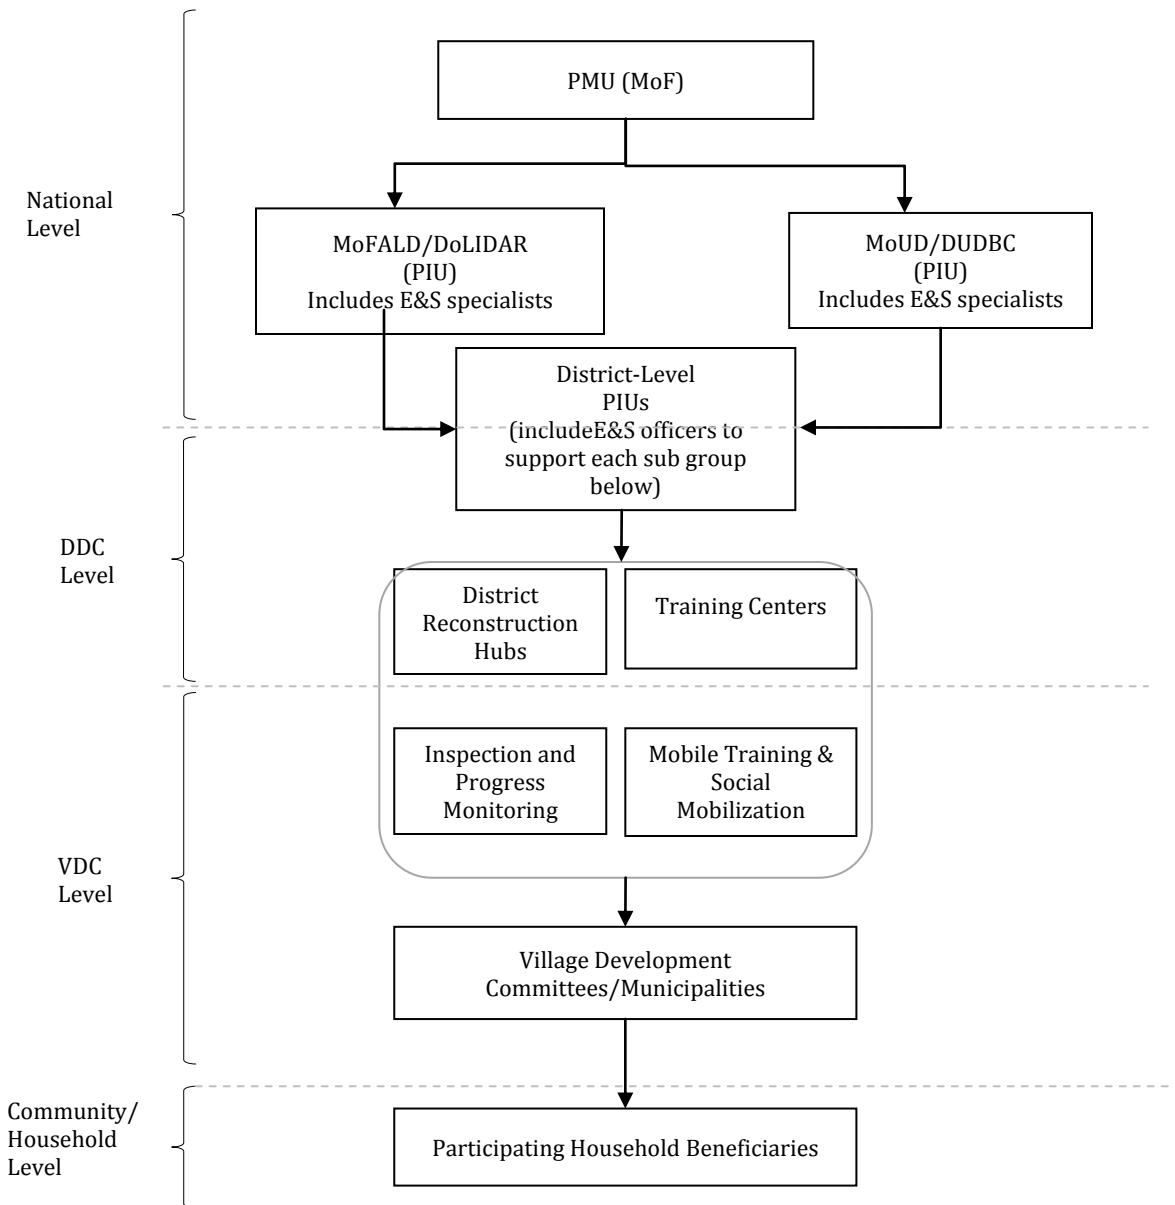 PMU (MoF)
National
Level
MoFALD/DoLIDAR
(PIU)
Includes E&S specialists
MoUD/DUDBC
(PIU)
Includes E&S specialists
District-Level
PIUs
(includeE&S officers to
support each sub group
below)
DDC
Level
District
Reconstruction
Hubs
Training Centers
Inspection and
Progress
Monitoring
Mobile Training &
Social
Mobilization
VDC
Level
Village Development
Committees/Municipalities
Community/
Household
Level
Participating Household Beneficiaries